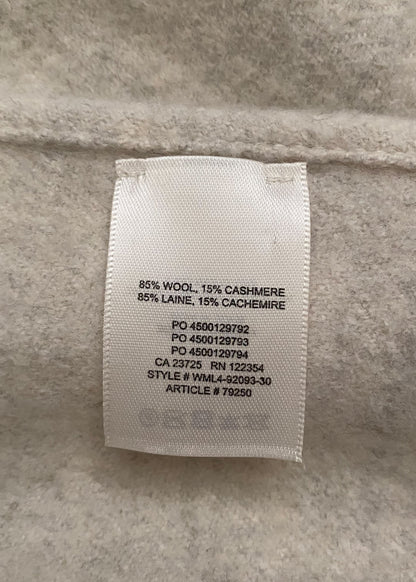 85% WOOL, 15% CASHMERE
85% LAINE, 15% CACHEMIRE
PO 4500129792
PO 4500129793
PO 4500129794
CA 23725 RN 122354
STYLE # WML4-92093-30
ARTICLE # 79250